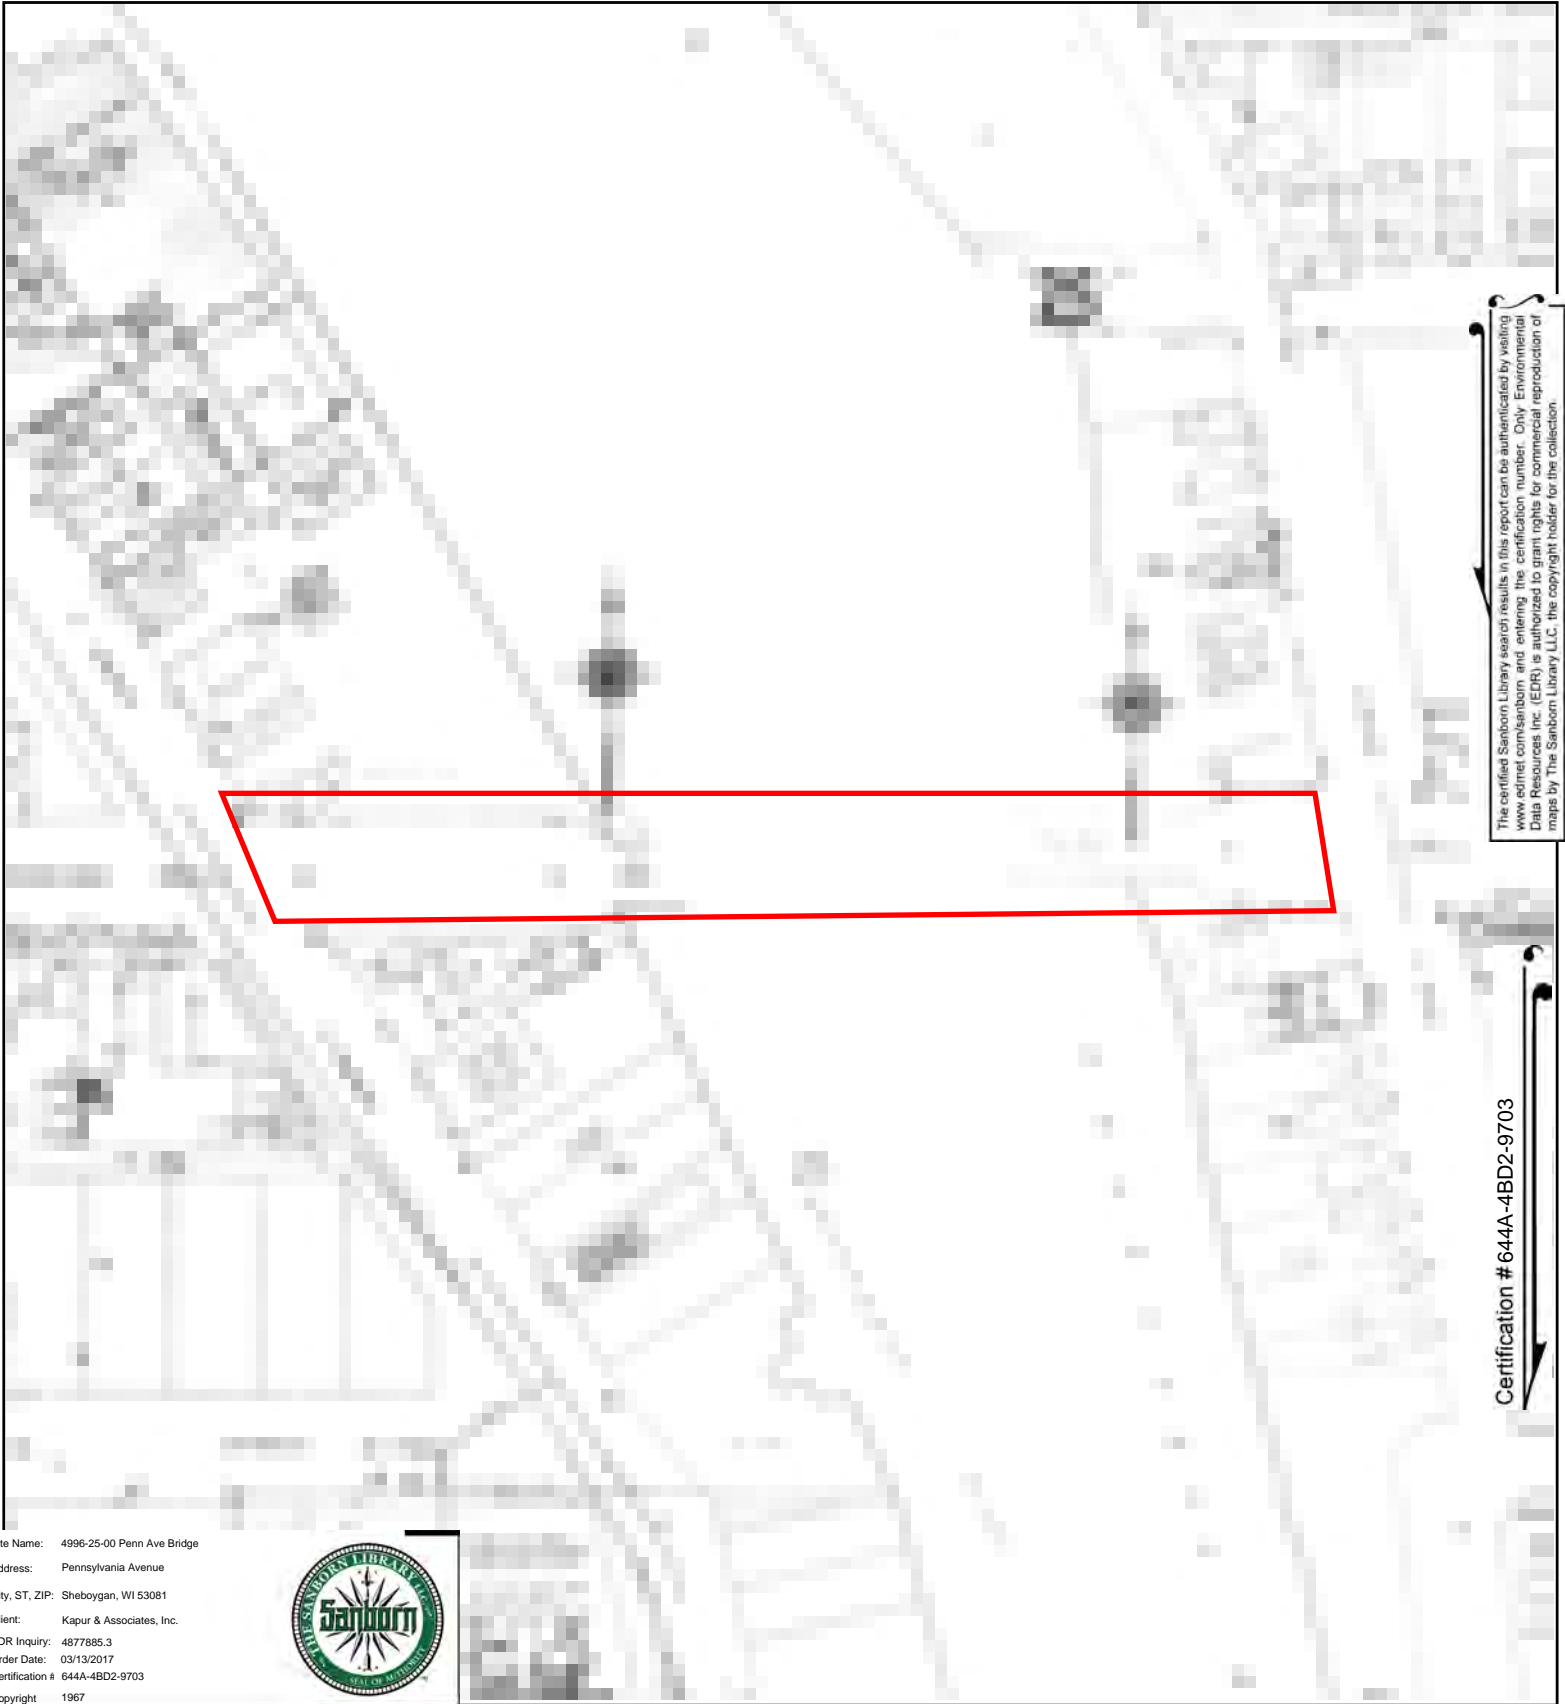 The certified Sanborn Library search results in this report can be authenticated by visiting
www.edrnet.com/sanborn and entering the certification number. Only Environmental
Data Resources Inc. (EDR) is authorized to grant rights for commercial reproduction of
maps by The Sanborn Library LLC, the copyright holder for the collection.
Certification # 644A-4BD2-9703
te Name: 4996-25-00 Penn Ave Bridge
ddress: Pennsylvania Avenue
ty, ST, ZIP: Sheboygan, WI 53081
ient: Kapur & Associates, Inc.
DR Inquiry: 4877885.3
rder Date: 03/13/2017
ertification # 644A-4BD2-9703
opyright 1967
THE SANBORN LIBRARY, LLC
Sanborn
SEAL OF AUTHORITY